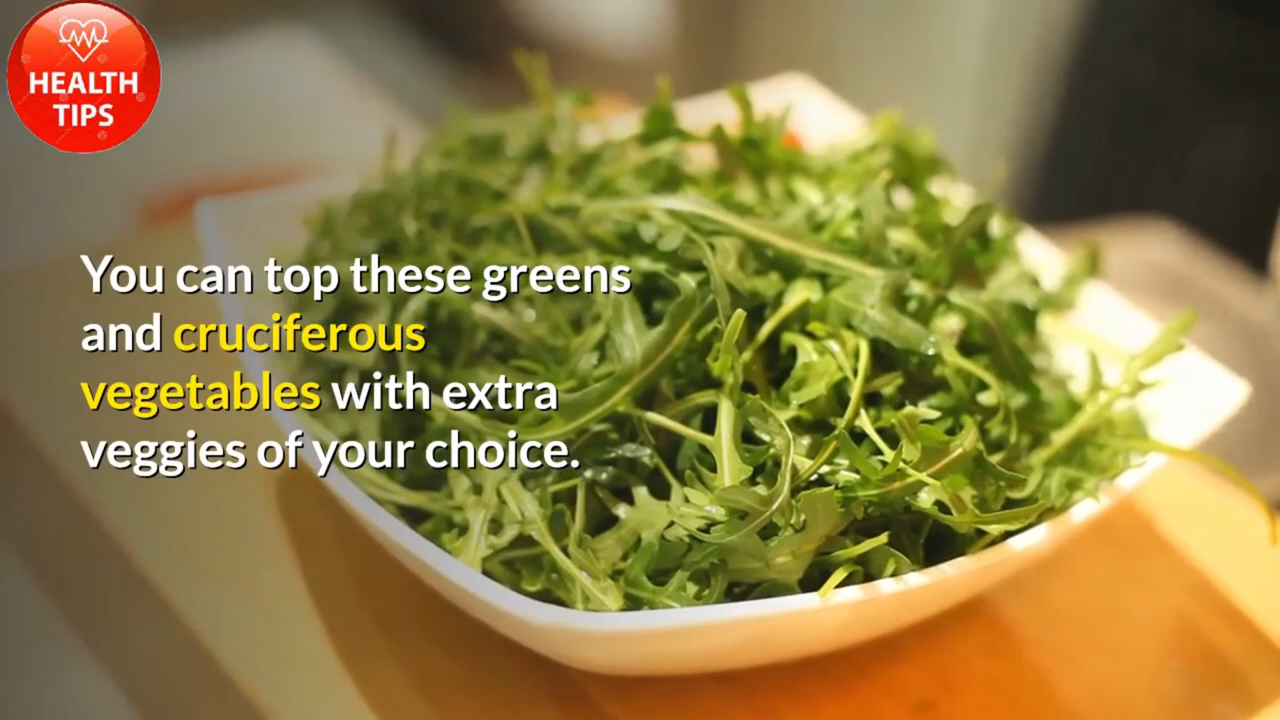 HEALTH
TIPS
You can top these greens
and cruciferous
vegetables with extra
veggies of your choice.